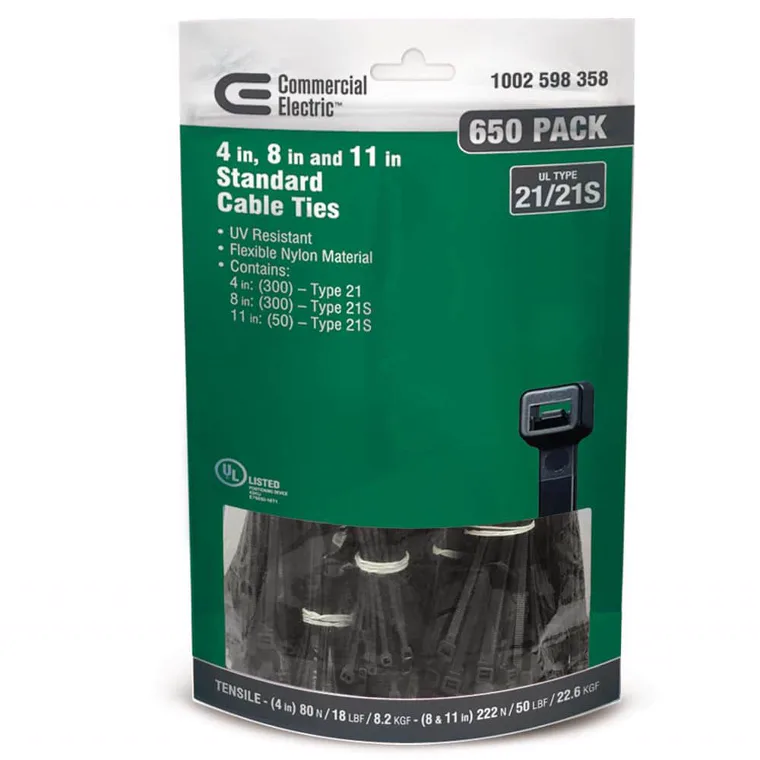 Commercial
Electric™
1002 598 358
650 PACK
4 in, 8 in and 11 in
Standard
Cable Ties
UL TYPE
21/21S
• UV Resistant
• Flexible Nylon Material
• Contains:
4 in: (300) – Type 21
8 in: (300) – Type 21S
11 in: (50) – Type 21S
UL LISTED
TENSILE - (4 in) 80 N / 18 LBF / 8.2 KGF - (8 & 11 in) 222 N / 50 LBF / 22.6 KGF